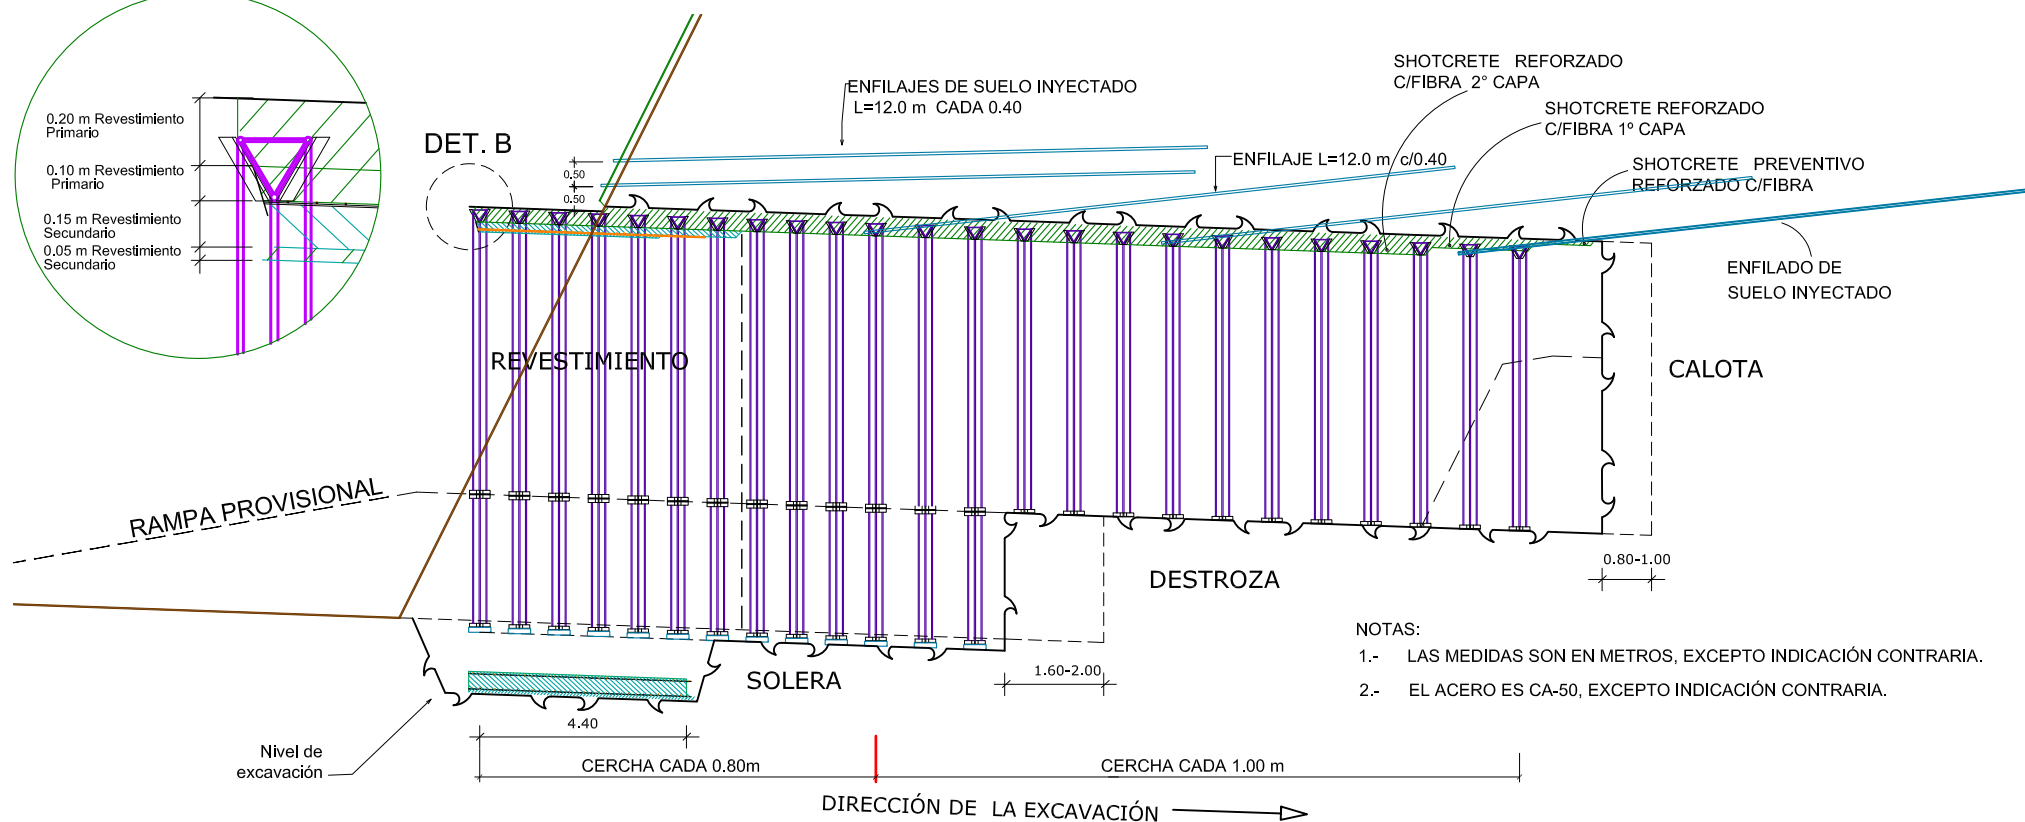 0.20 m Revestimiento
Primario
0.10 m Revestimiento
Primario
0.15 m Revestimiento
Secundario
0.05 m Revestimiento
Secundario
DET. B
0.50
0.50
ENFILAJES DE SUELO INYECTADO
L=12.0 m CADA 0.40
ENFILAJE L=12.0 m c/0.40
SHOTCRETE REFORZADO
C/FIBRA 2° CAPA
SHOTCRETE REFORZADO
C/FIBRA 1º CAPA
SHOTCRETE PREVENTIVO
REFORZADO C/FIBRA
ENFILADO DE
SUELO INYECTADO
REVESTIMIENTO
CALOTA
RAMPA PROVISIONAL
DESTROZA
0.80-1.00
SOLERA
1.60-2.00
NOTAS:
1.- LAS MEDIDAS SON EN METROS, EXCEPTO INDICACIÓN CONTRARIA.
2.- EL ACERO ES CA-50, EXCEPTO INDICACIÓN CONTRARIA.
Nivel de
excavación
4.40
CERCHA CADA 0.80m
CERCHA CADA 1.00 m
DIRECCIÓN DE LA EXCAVACIÓN